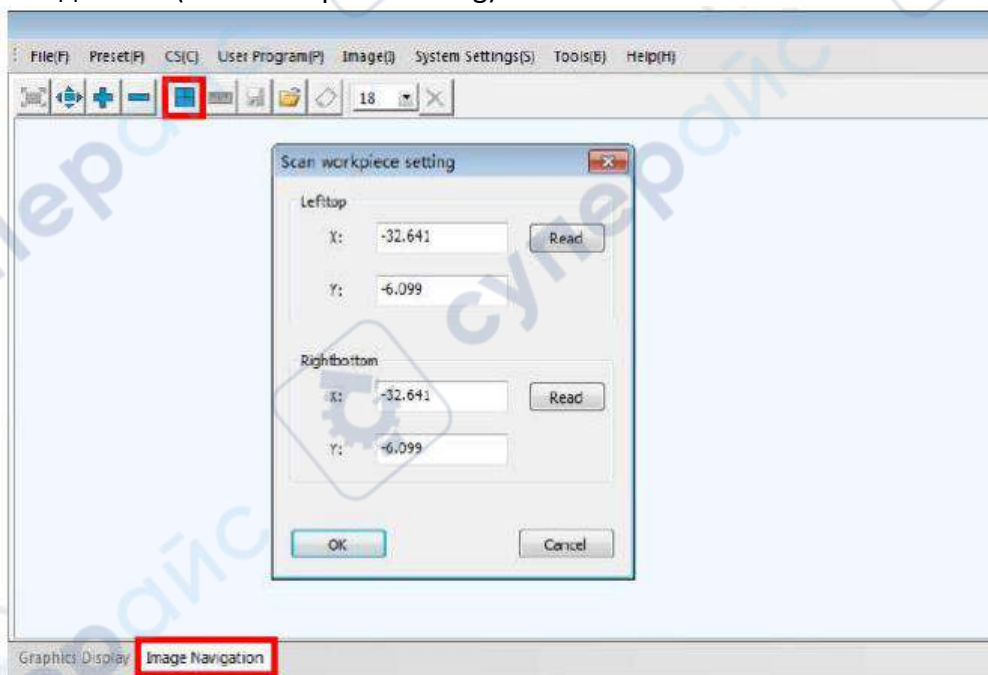 File(F) Preset(P) CS(C) User Program(P) Image(I) System Settings(S) Tools(B) Help(H)
18
Scan workpiece setting
Lefttop
X: -32.641 Read
Y: -6.099
Rightbottom
X: -32.641 Read
Y: -6.099
OK Cancel
Graphics Display Image Navigation
суперайс